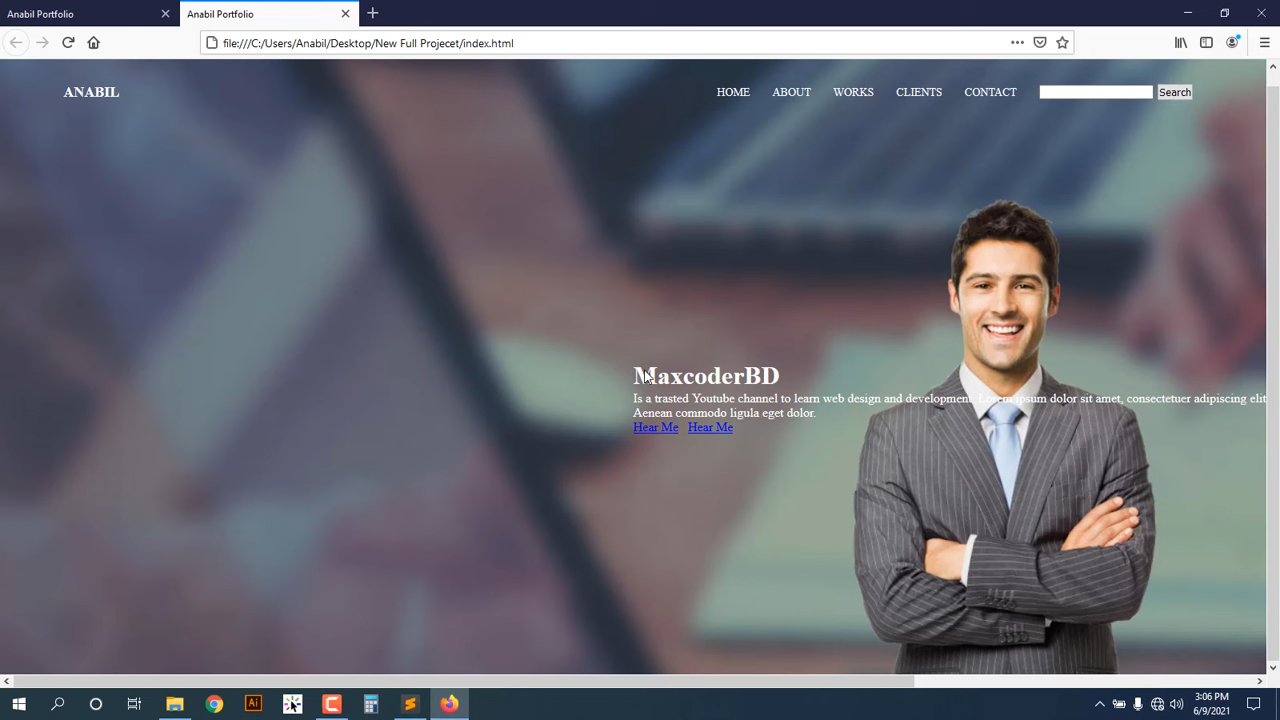 Anabil Portfolio
Anabil Portfolio
file:///C:/Users/Anabil/Desktop/New Full Projecet/index.html
ANABIL
HOME ABOUT WORKS CLIENTS CONTACT Search
MaxcoderBD
Is a trasted Youtube channel to learn web design and development, Lorem ipsum dolor sit amet, consectetuer adipiscing elit
Aenean commodo ligula eget dolor.
Hear Me Hear Me
Ai
3:06 PM
6/9/2021